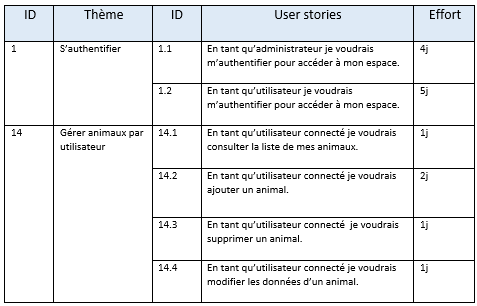 ID Thème ID User stories Effort
1 S'authentifier 1.1 En tant qu'administrateur je voudrais 4j
m'authentifier pour accéder à mon espace.
1.2 En tant qu'utilisateur je voudrais 5j
m'authentifier pour accéder à mon espace.
14 Gérer animaux par 14.1 En tant qu'utilisateur connecté je voudrais 1j
utilisateur consulter la liste de mes animaux.
14.2 En tant qu'utilisateur connecté je voudrais 2j
ajouter un animal.
14.3 En tant qu'utilisateur connecté je voudrais 1j
supprimer un animal.
14.4 En tant qu'utilisateur connecté je voudrais 1j
modifier les données d'un animal.